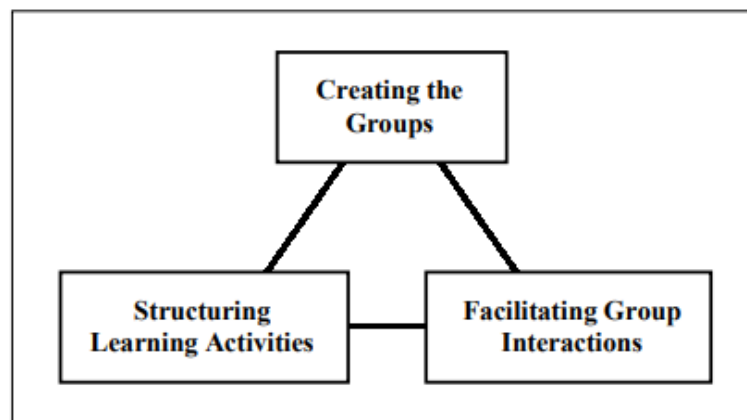 Creating the
Groups
Structuring
Learning Activities
Facilitating Group
Interactions